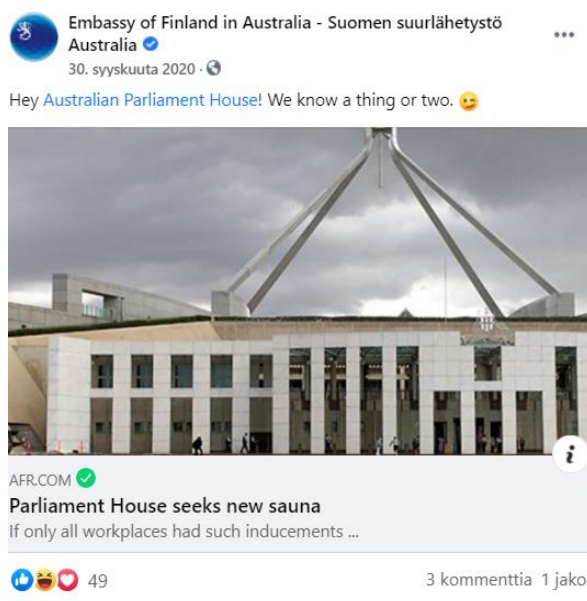 Embassy of Finland in Australia - Suomen suurlähetystö
Australia
30. syyskuuta 2020 ·
Hey Australian Parliament House! We know a thing or two. 😉
i
AFR.COM
Parliament House seeks new sauna
If only all workplaces had such inducements ...
49
3 kommenttia 1 jako